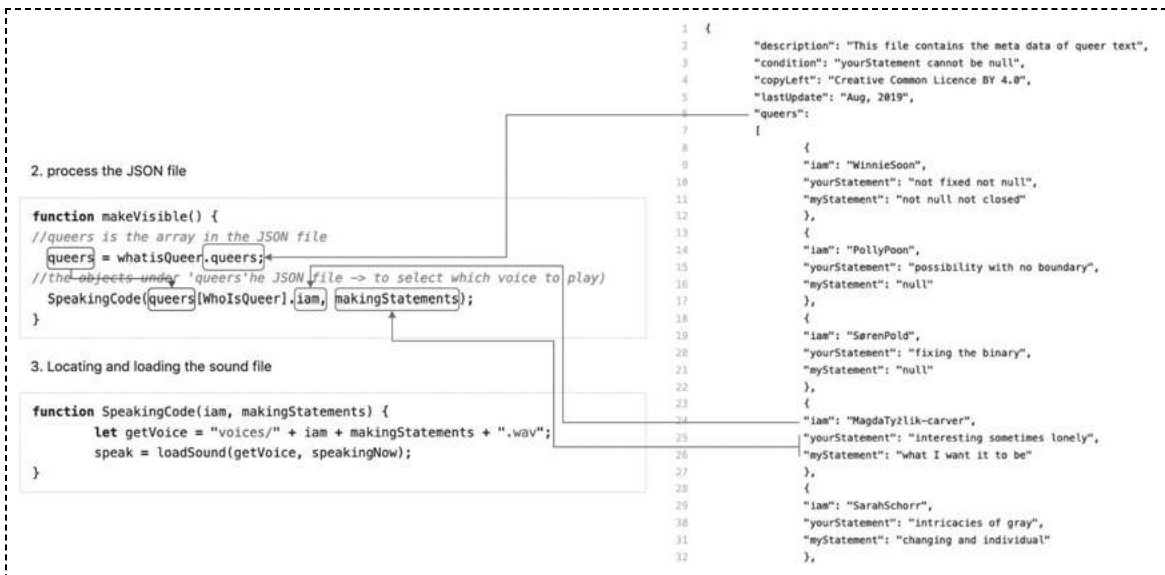 2. process the JSON file
function makeVisible() {
//queers is the array in the JSON file
queers = whatisQueer.queers;
//the objects under 'queers'he JSON file -> to select which voice to play)
SpeakingCode(queers[WhoIsQueer].iam, makingStatements);
}
3. Locating and loading the sound file
function SpeakingCode(iam, makingStatements) {
let getVoice = "voices/" + iam + makingStatements + ".wav";
speak = loadSound(getVoice, speakingNow);
}
1 {
2 "description": "This file contains the meta data of queer text",
3 "condition": "yourStatement cannot be null",
4 "copyLeft": "Creative Common Licence BY 4.0",
5 "lastUpdate": "Aug, 2019",
6 "queers":
7 [
8 {
9 "iam": "WinnieSoon",
10 "yourStatement": "not fixed not null",
11 "myStatement": "not null not closed"
12 },
13 {
14 "iam": "PollyPoon",
15 "yourStatement": "possibility with no boundary",
16 "myStatement": "null"
17 },
18 {
19 "iam": "SørenPold",
20 "yourStatement": "fixing the binary",
21 "myStatement": "null"
22 },
23 {
24 "iam": "MagdaTyżlik-carver",
25 "yourStatement": "interesting sometimes lonely",
26 "myStatement": "what I want it to be"
27 },
28 {
29 "iam": "SarahSchorr",
30 "yourStatement": "intricacies of gray",
31 "myStatement": "changing and individual"
32 },